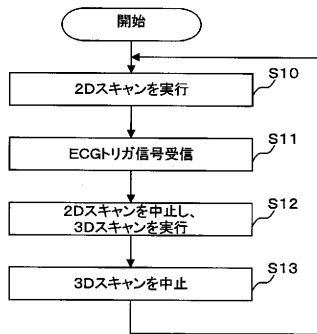 開始
S10
2Dスキャンを実行
S11
ECGトリガ信号受信
S12
2Dスキャンを中止し、
3Dスキャンを実行
S13
3Dスキャンを中止